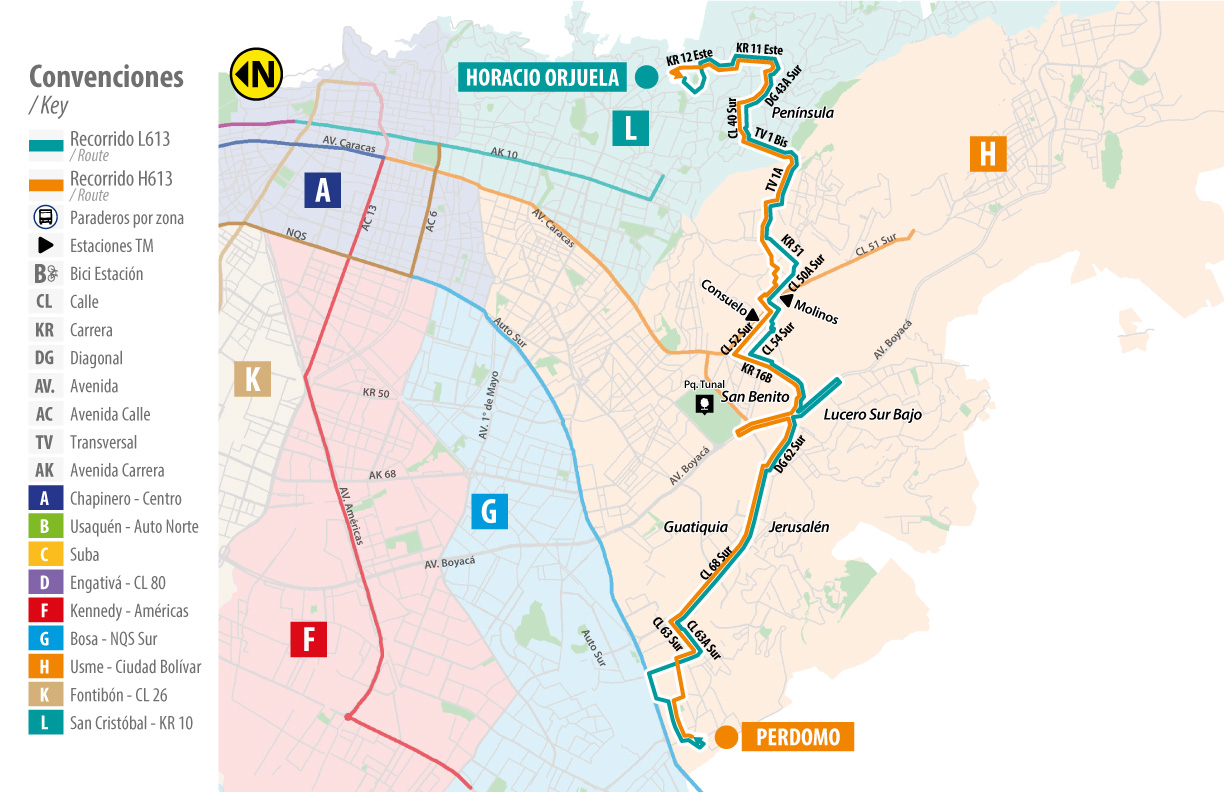 Convenciones
/ Key
Recorrido L613
/ Route
Recorrido H613
/ Route
Paraderos por zona
Estaciones TM
B Bici Estación
CL Calle
KR Carrera
DG Diagonal
AV. Avenida
AC Avenida Calle
TV Transversal
AK Avenida Carrera
A Chapinero - Centro
B Usaquén - Auto Norte
C Suba
D Engativá - CL 80
F Kennedy - Américas
G Bosa - NQS Sur
H Usme - Ciudad Bolívar
K Fontibón - CL 26
L San Cristóbal - KR 10
N
HORACIO ORJUELA
KR 12 Este
KR 11 Este
DG 43A Sur
Península
CL 40 Sur
TV 1 Bis
TV 1A
L
H
A
AV. Caracas
AK 10
AC 13
AC 6
NQS
AV. Caracas
KR 51
CL 50A Sur
CL 51 Sur
Consuelo
Molinos
CL 52 Sur
CL 54 Sur
KR 16B
AV. Boyacá
Auto Sur
K
KR 50
AV. 1° de Mayo
Pq. Tunal
San Benito
Lucero Sur Bajo
DG 62 Sur
AV. Boyacá
AK 68
AV. Américas
G
Guatiquia
Jerusalén
AV. Boyacá
CL 68 Sur
F
CL 63 Sur
CL 63A Sur
Auto Sur
PERDOMO